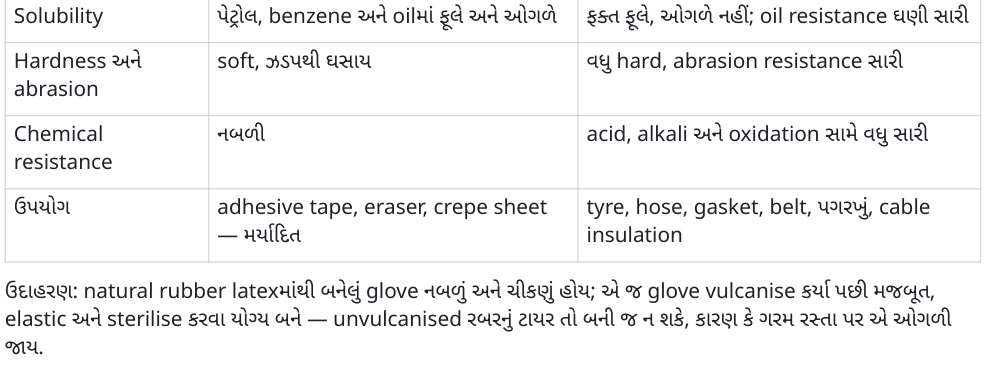 Solubility પેટ્રોલ, benzene અને oilમાં ફૂલે અને ઓગળે ફક્ત ફૂલે, ઓગળે નહીં; oil resistance ઘણી સારી
Hardness અને abrasion soft, ઝડપથી ઘસાય વધુ hard, abrasion resistance સારી
Chemical resistance નબળી acid, alkali અને oxidation સામે વધુ સારી
ઉપયોગ adhesive tape, eraser, crepe sheet — મર્યાદિત tyre, hose, gasket, belt, પગરખું, cable insulation
ઉદાહરણ: natural rubber latexમાંથી બનેલું glove નબળું અને ચીકણું હોય; એ જ glove vulcanise કર્યા પછી મજબૂત,
elastic અને sterilise કરવા યોગ્ય બને — unvulcanised રબરનું ટાયર તો બની જ ન શકે, કારણ કે ગરમ રસ્તા પર એ ઓગળી
જાય.